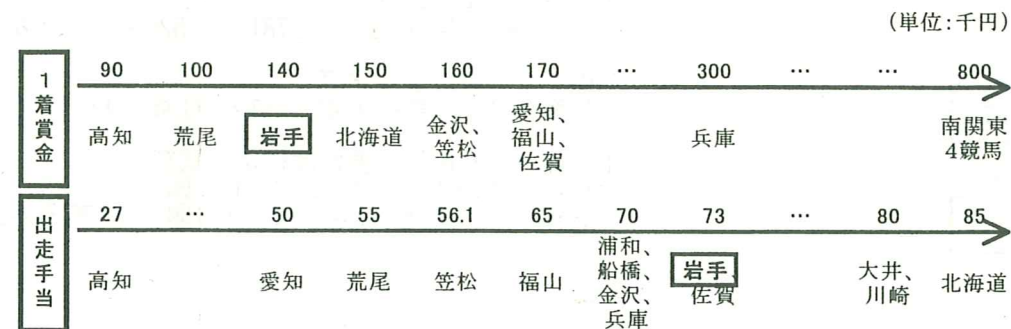 (単位:千円)
1着賞金
90 100 140 150 160 170 … 300 … … 800
高知 荒尾 岩手 北海道 金沢、笠松 愛知、福山、佐賀 兵庫 南関東4競馬
出走手当
27 … 50 55 56.1 65 70 73 … 80 85
高知 愛知 荒尾 笠松 福山 浦和、船橋、金沢、兵庫 岩手、佐賀 大井、川崎 北海道